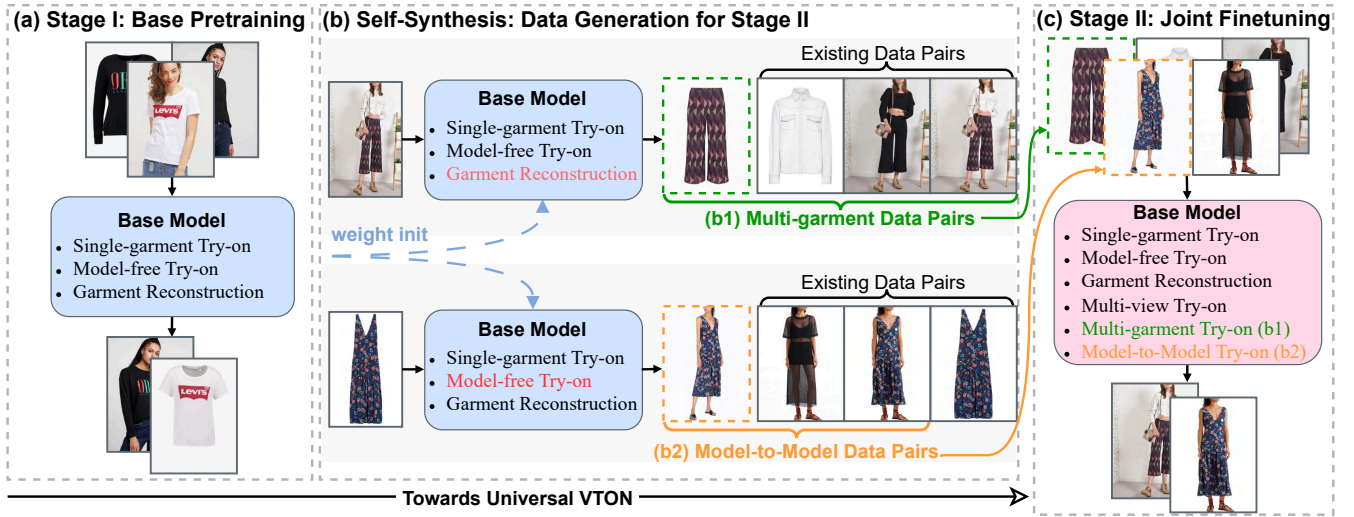 (a) Stage I: Base Pretraining
LEVI'S
Base Model
• Single-garment Try-on
• Model-free Try-on
• Garment Reconstruction
LEVI'S
(b) Self-Synthesis: Data Generation for Stage II
Existing Data Pairs
Base Model
• Single-garment Try-on
• Model-free Try-on
• Garment Reconstruction
(b1) Multi-garment Data Pairs
weight init
Existing Data Pairs
Base Model
• Single-garment Try-on
• Model-free Try-on
• Garment Reconstruction
(b2) Model-to-Model Data Pairs
(c) Stage II: Joint Finetuning
Base Model
• Single-garment Try-on
• Model-free Try-on
• Garment Reconstruction
• Multi-view Try-on
• Multi-garment Try-on (b1)
• Model-to-Model Try-on (b2)
Towards Universal VTON